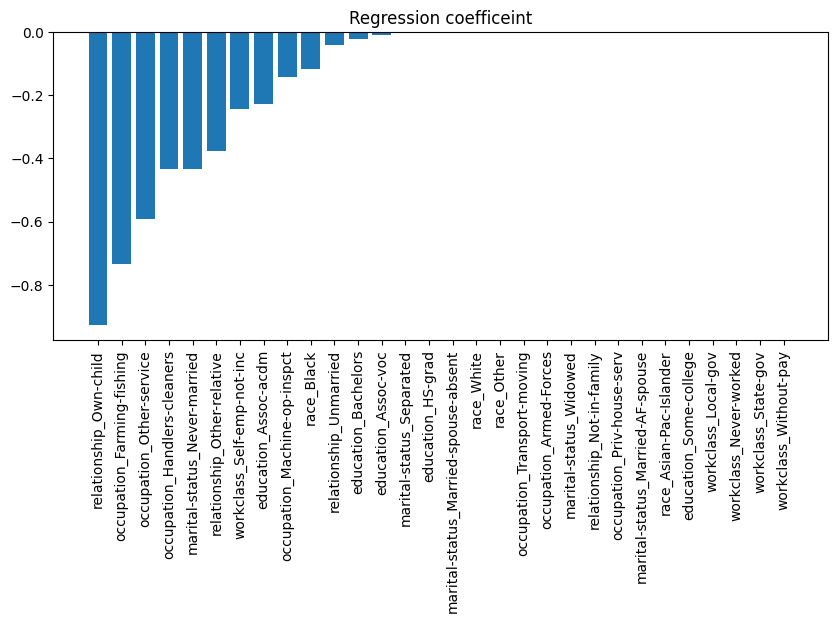 Regression coefficeint
0.0
−0.2
−0.4
−0.6
−0.8
relationship_Own-child
occupation_Farming-fishing
occupation_Other-service
occupation_Handlers-cleaners
marital-status_Never-married
relationship_Other-relative
workclass_Self-emp-not-inc
education_Assoc-acdm
occupation_Machine-op-inspct
race_Black
relationship_Unmarried
education_Bachelors
education_Assoc-voc
marital-status_Separated
education_HS-grad
marital-status_Married-spouse-absent
race_White
race_Other
occupation_Transport-moving
occupation_Armed-Forces
marital-status_Widowed
relationship_Not-in-family
occupation_Priv-house-serv
marital-status_Married-AF-spouse
race_Asian-Pac-Islander
education_Some-college
workclass_Local-gov
workclass_Never-worked
workclass_State-gov
workclass_Without-pay